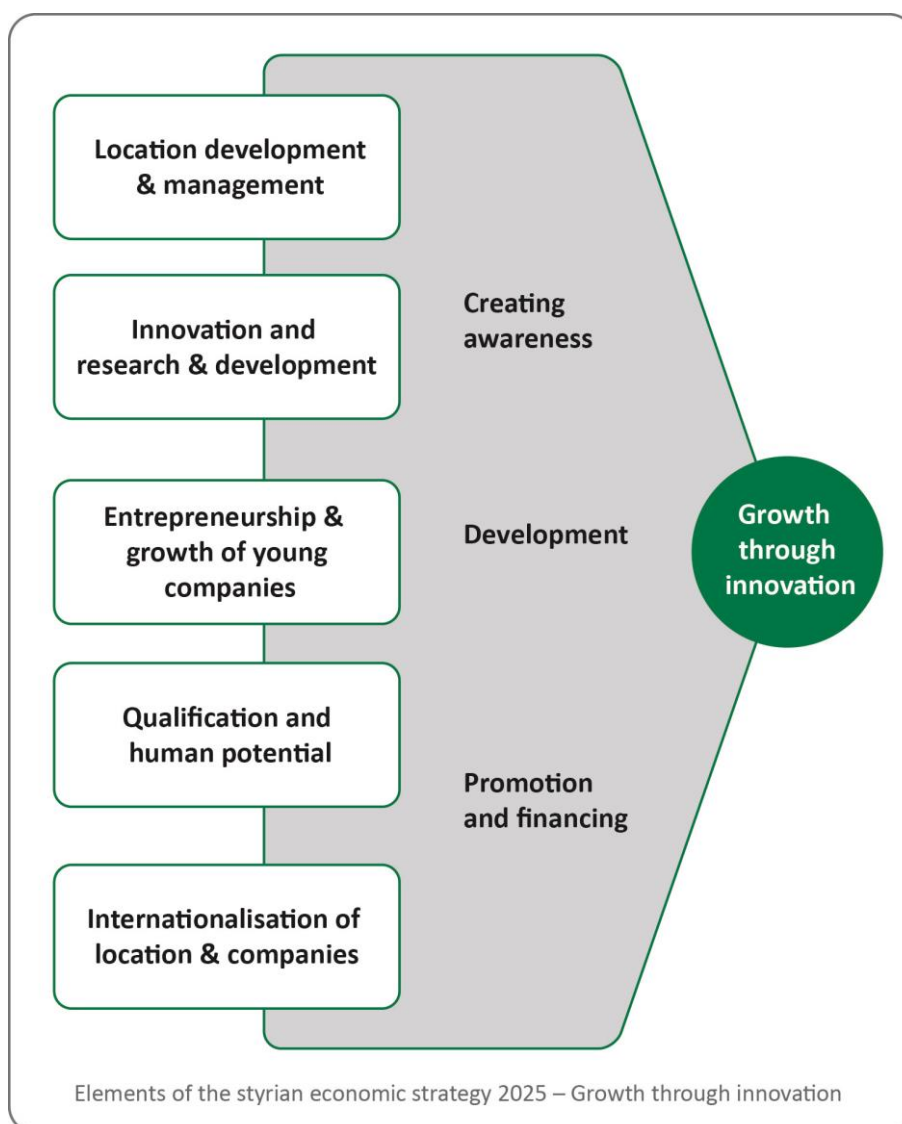 Location development
& management
Innovation and
research & development
Entrepreneurship &
growth of young
companies
Qualification and
human potential
Internationalisation of
location & companies
Creating
awareness
Development
Promotion
and financing
Growth
through
innovation
Elements of the styrian economic strategy 2025 – Growth through innovation